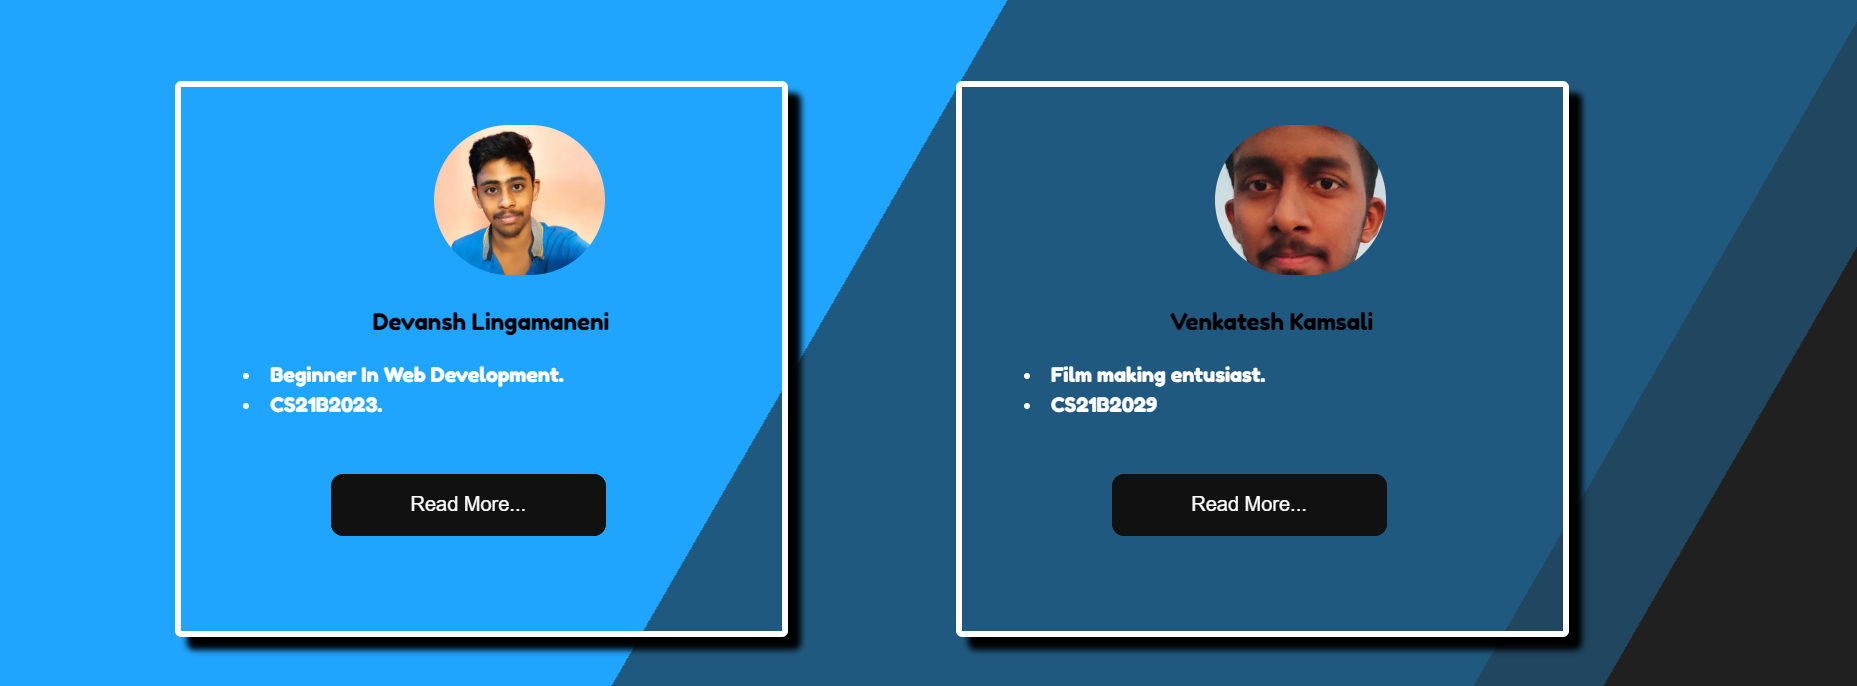 Devansh Lingamaneni
• Beginner In Web Development.
• CS21B2023.
Read More...
Venkatesh Kamsali
• Film making entusiast.
• CS21B2029
Read More...